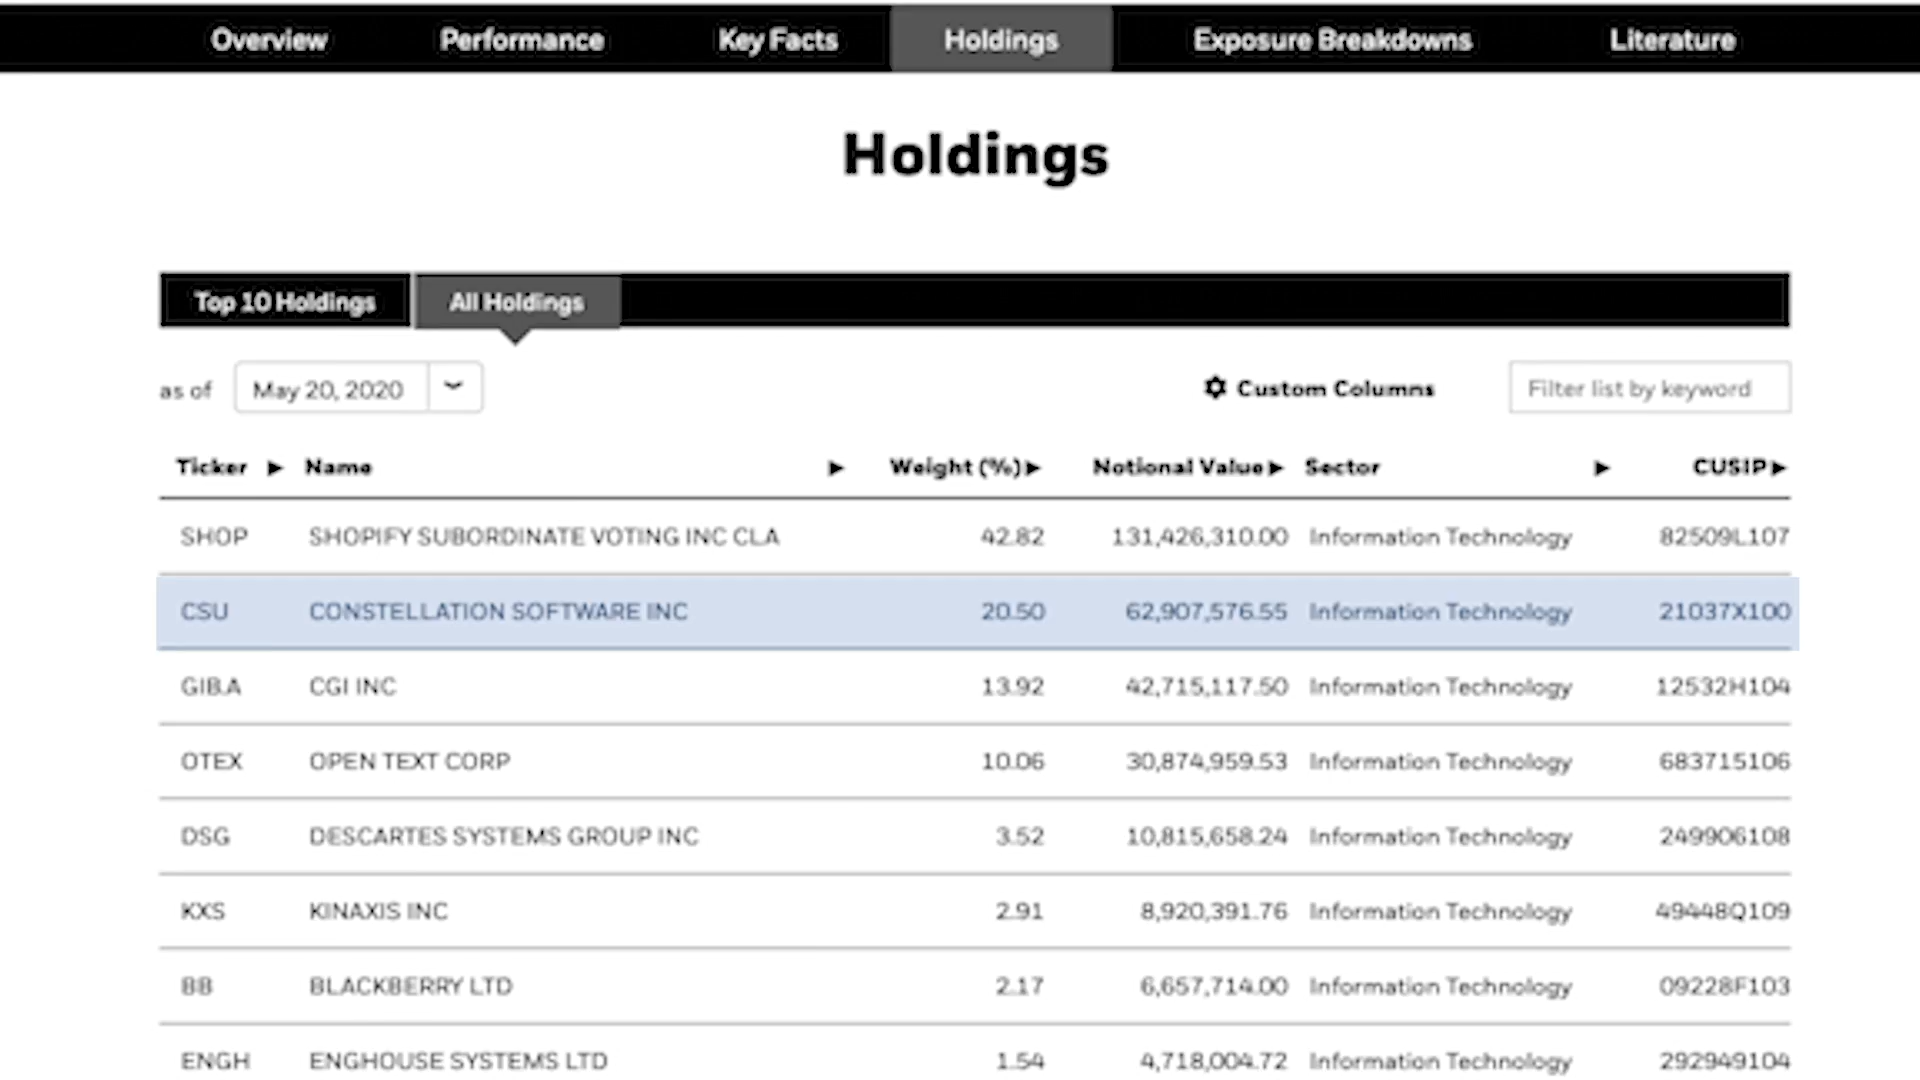 Overview Performance Key Facts Holdings Exposure Breakdowns Literature
Holdings
Top 10 Holdings All Holdings
as of May 20, 2020 Custom Columns Filter list by keyword
Ticker Name Weight (%) Notional Value Sector CUSIP
SHOP SHOPIFY SUBORDINATE VOTING INC CLA 42.82 131,426,310.00 Information Technology 82509L107
CSU CONSTELLATION SOFTWARE INC 20.50 62,907,576.55 Information Technology 21037X100
GIB.A CGI INC 13.92 42,715,117.50 Information Technology 12532H104
OTEX OPEN TEXT CORP 10.06 30,874,959.53 Information Technology 683715106
DSG DESCARTES SYSTEMS GROUP INC 3.52 10,815,658.24 Information Technology 249906108
KXS KINAXIS INC 2.91 8,920,391.76 Information Technology 49448Q109
BB BLACKBERRY LTD 2.17 6,657,714.00 Information Technology 09228F103
ENGH ENGHOUSE SYSTEMS LTD 1.54 4,718,004.72 Information Technology 292949104